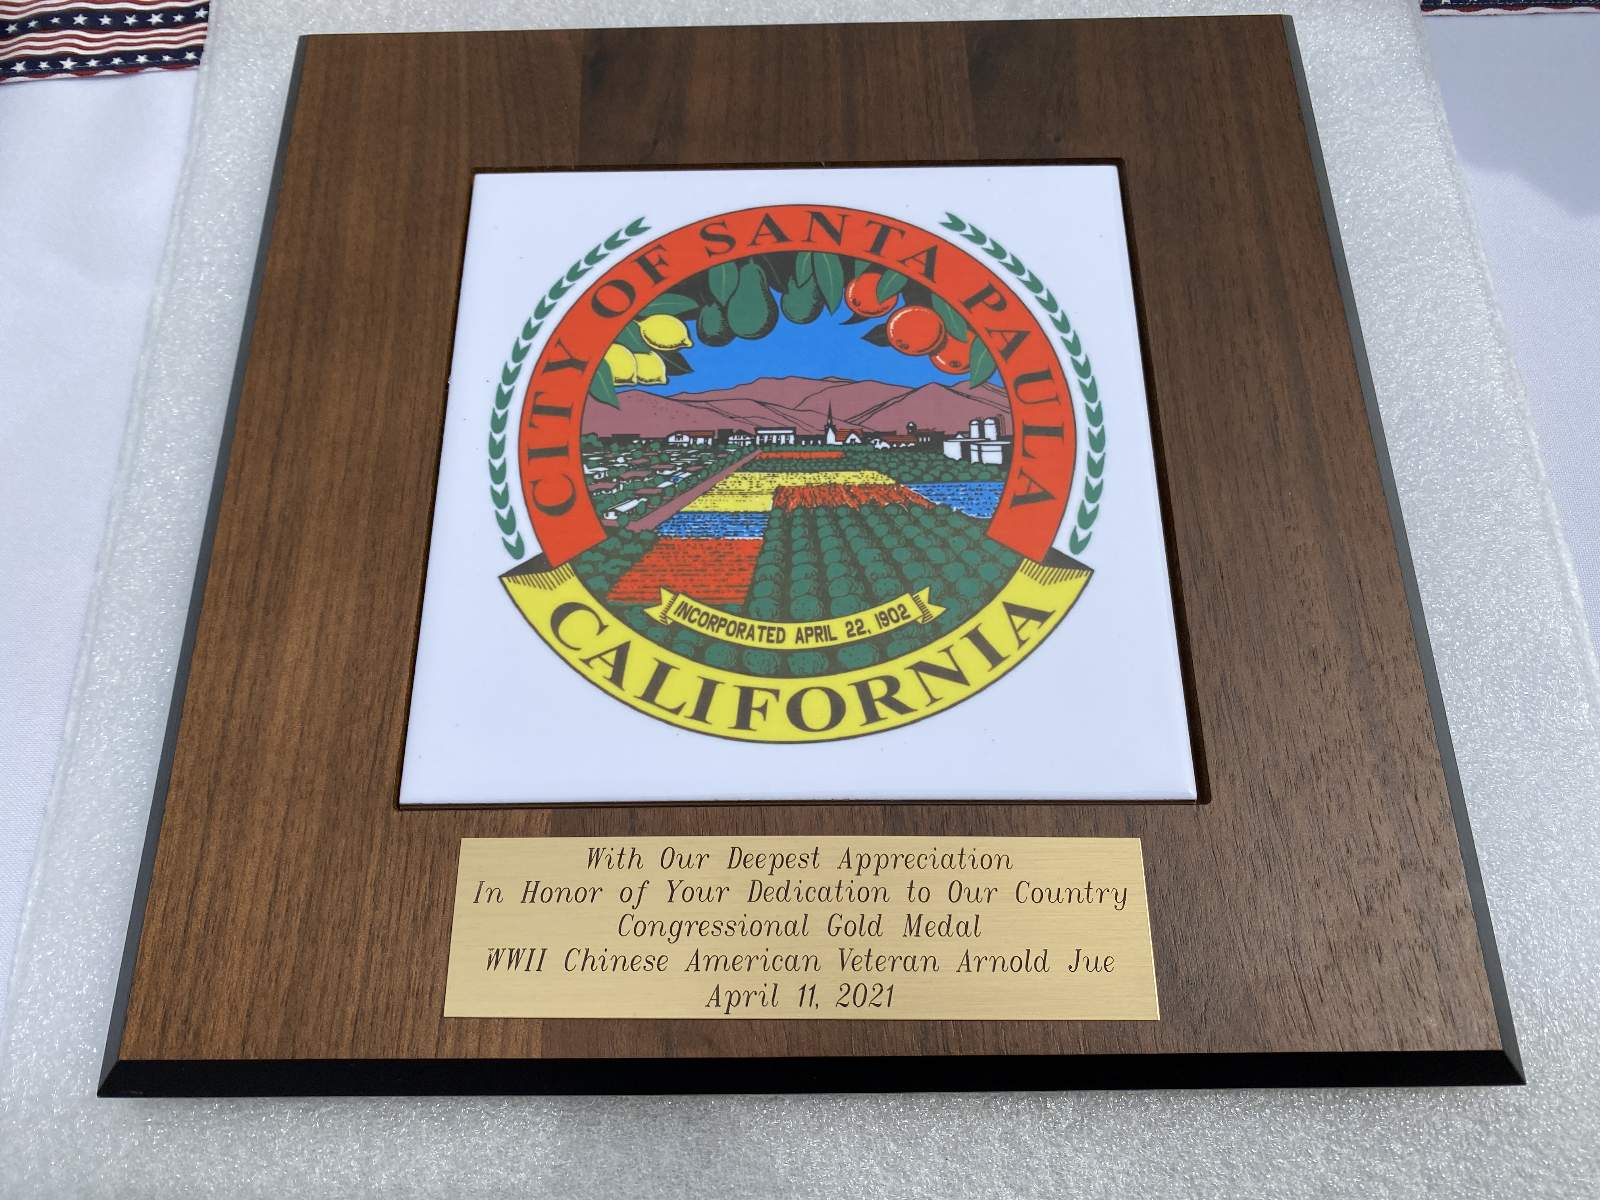 CITY OF SANTA PAULA
INCORPORATED APRIL 22, 1902
CALIFORNIA
With Our Deepest Appreciation
In Honor of Your Dedication to Our Country
Congressional Gold Medal
WWII Chinese American Veteran Arnold Jue
April 11, 2021